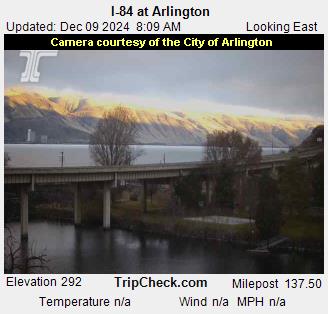 I-84 at Arlington
Updated: Dec 09 2024 8:09 AM Looking East
Camera courtesy of the City of Arlington
Elevation 292 TripCheck.com Milepost 137.50
Temperature n/a Wind n/a MPH n/a